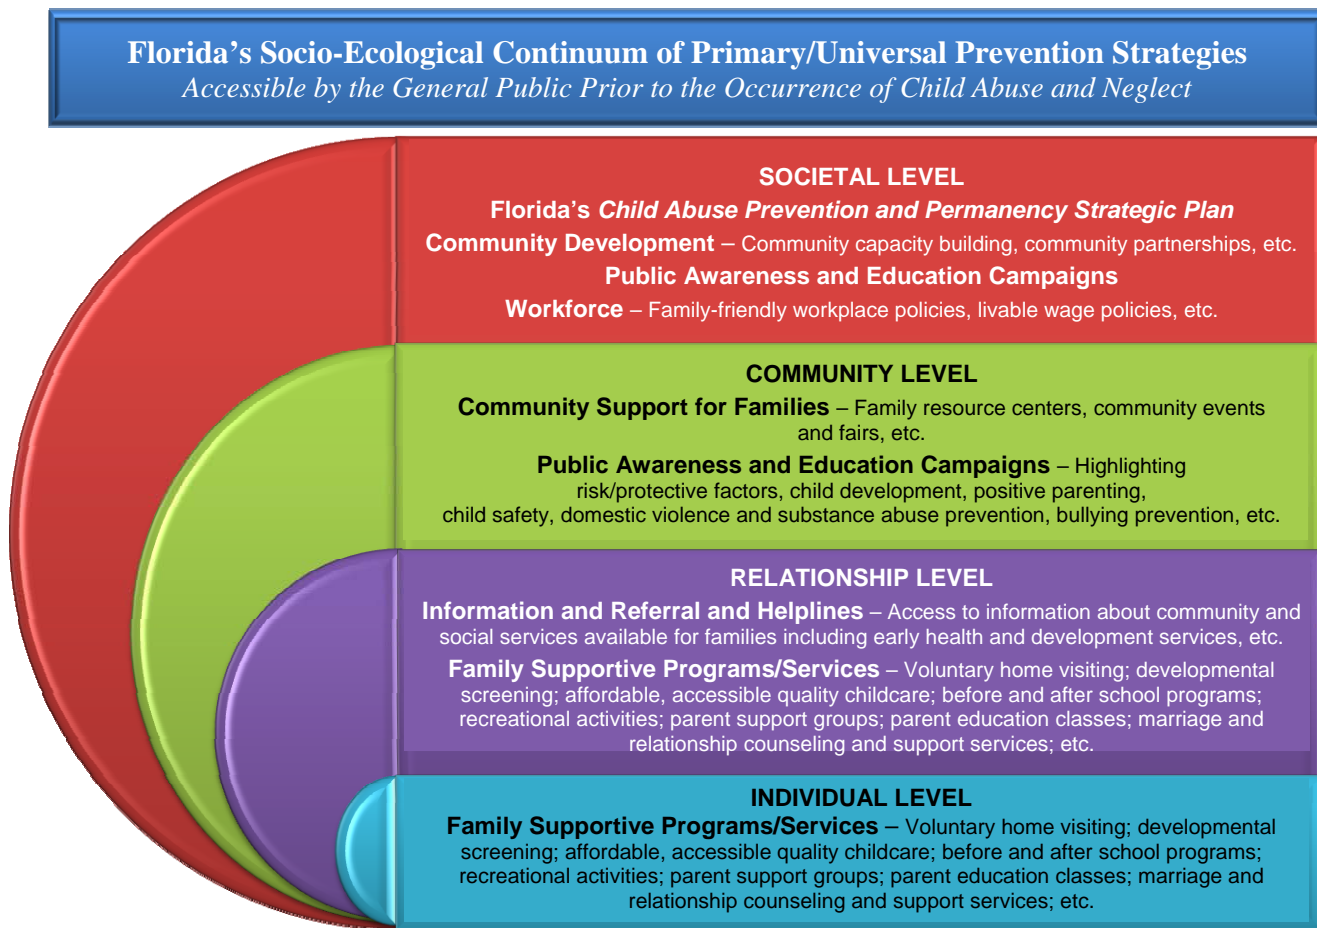 Florida’s Socio-Ecological Continuum of Primary/Universal Prevention Strategies
Accessible by the General Public Prior to the Occurrence of Child Abuse and Neglect
SOCIETAL LEVEL
Florida’s Child Abuse Prevention and Permanency Strategic Plan
Community Development – Community capacity building, community partnerships, etc.
Public Awareness and Education Campaigns
Workforce – Family-friendly workplace policies, livable wage policies, etc.
COMMUNITY LEVEL
Community Support for Families – Family resource centers, community events
and fairs, etc.
Public Awareness and Education Campaigns – Highlighting
risk/protective factors, child development, positive parenting,
child safety, domestic violence and substance abuse prevention, bullying prevention, etc.
RELATIONSHIP LEVEL
Information and Referral and Helplines – Access to information about community and
social services available for families including early health and development services, etc.
Family Supportive Programs/Services – Voluntary home visiting; developmental
screening; affordable, accessible quality childcare; before and after school programs;
recreational activities; parent support groups; parent education classes; marriage and
relationship counseling and support services; etc.
INDIVIDUAL LEVEL
Family Supportive Programs/Services – Voluntary home visiting; developmental
screening; affordable, accessible quality childcare; before and after school programs;
recreational activities; parent support groups; parent education classes; marriage and
relationship counseling and support services; etc.